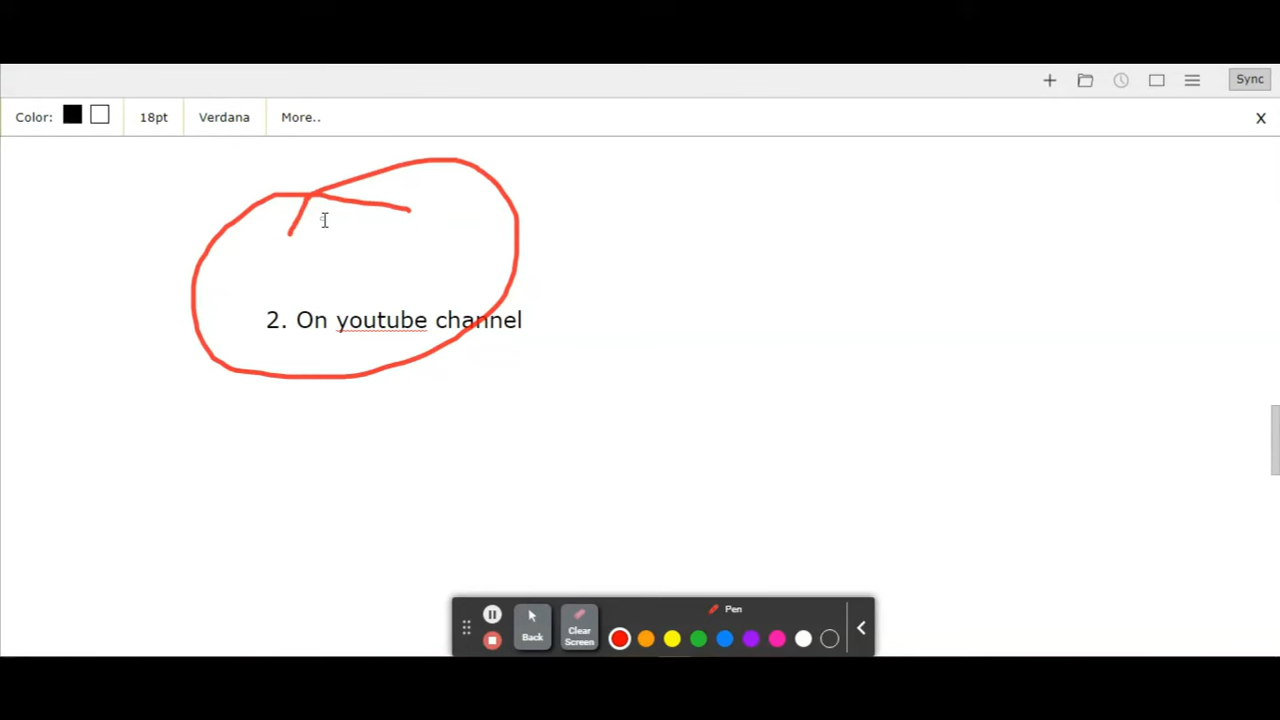 Sync
Color: 18pt Verdana More.. X
2. On youtube channel
Pen
Back
Clear
Screen